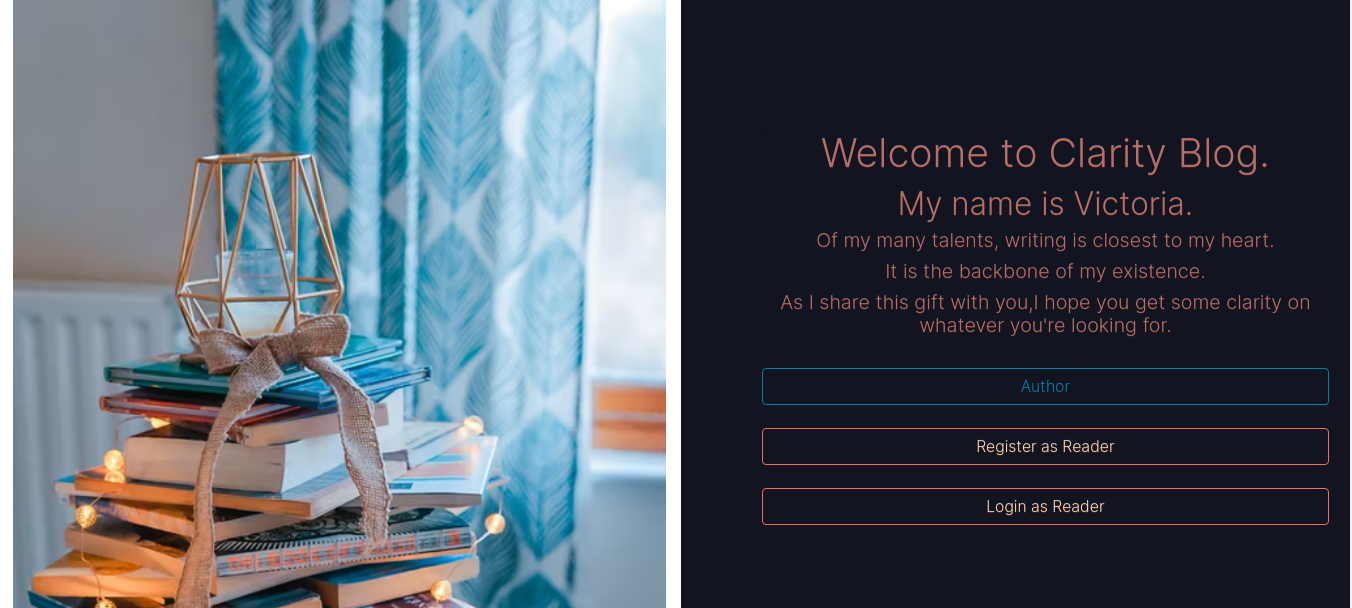 Welcome to Clarity Blog.
My name is Victoria.
Of my many talents, writing is closest to my heart.
It is the backbone of my existence.
As I share this gift with you,I hope you get some clarity on
whatever you're looking for.
Author
Register as Reader
Login as Reader